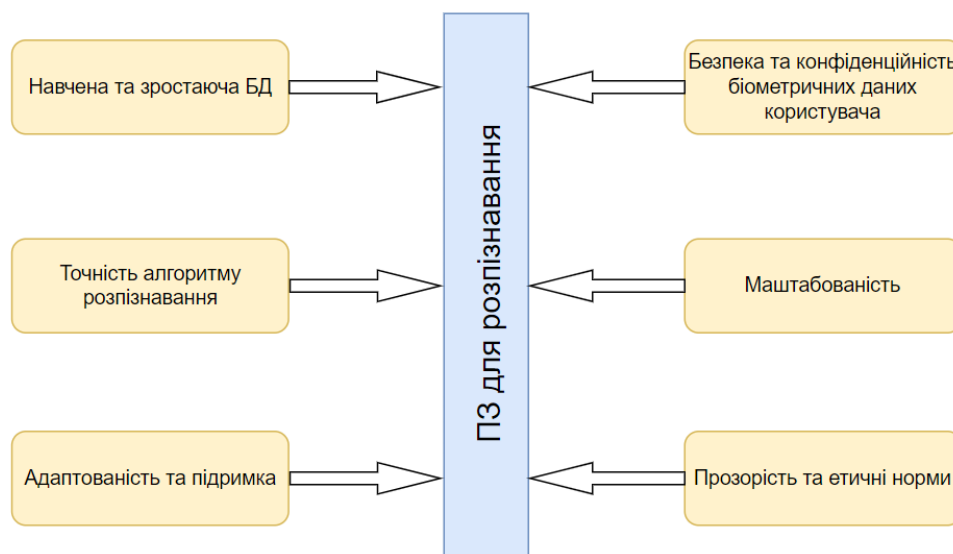 Навчена та зростаюча БД
Точність алгоритму
розпізнавання
Адаптованість та підримка
ПЗ для розпізнавання
Безпека та конфіденційність
біометричних даних
користувача
Маштабованість
Прозорість та етичні норми